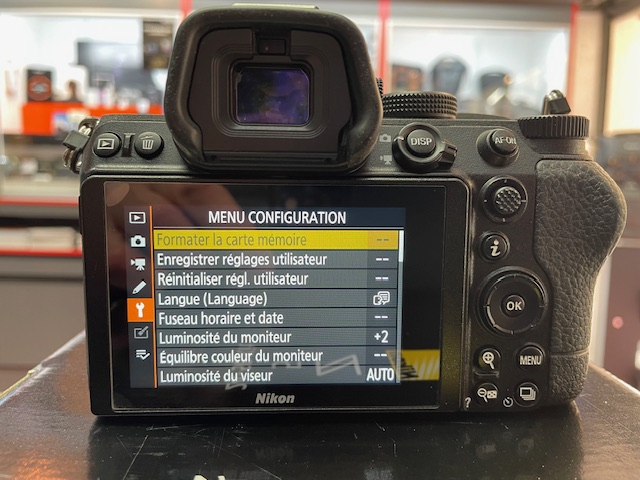 DISP
AF-ON
MENU CONFIGURATION
Formater la carte mémoire --
Enregistrer réglages utilisateur --
Réinitialiser régl. utilisateur --
Langue (Language)
Fuseau horaire et date --
Luminosité du moniteur +2
Équilibre couleur du moniteur --
Luminosité du viseur AUTO
i
OK
MENU
Nikon
?